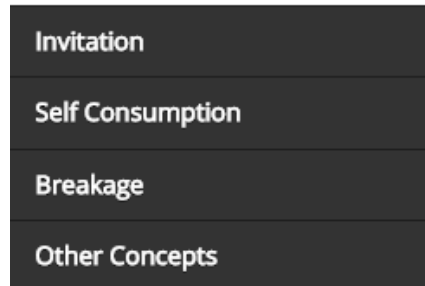 Invitation
Self Consumption
Breakage
Other Concepts